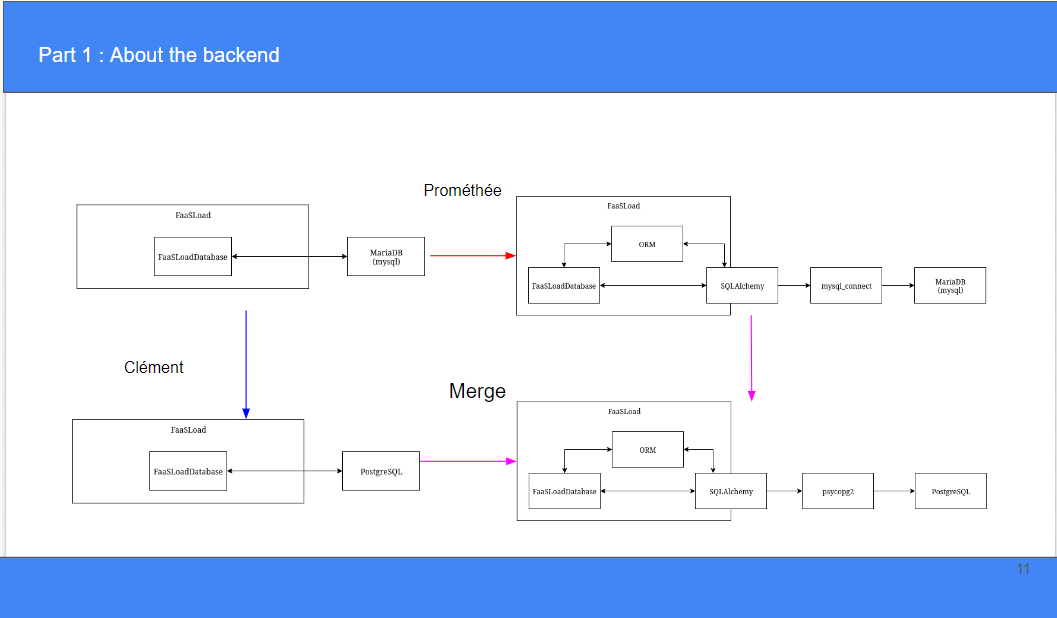 Part 1 : About the backend
Prométhée
FaaSLoad
FaaSLoadDatabase
MariaDB
(mysql)
FaaSLoad
ORM
FaaSLoadDatabase
SQLAlchemy
mysql_connect
MariaDB
(mysql)
Clément
Merge
FaaSLoad
FaaSLoadDatabase
PostgreSQL
FaaSLoad
ORM
FaaSLoadDatabase
SQLAlchemy
psycopg2
PostgreSQL
11